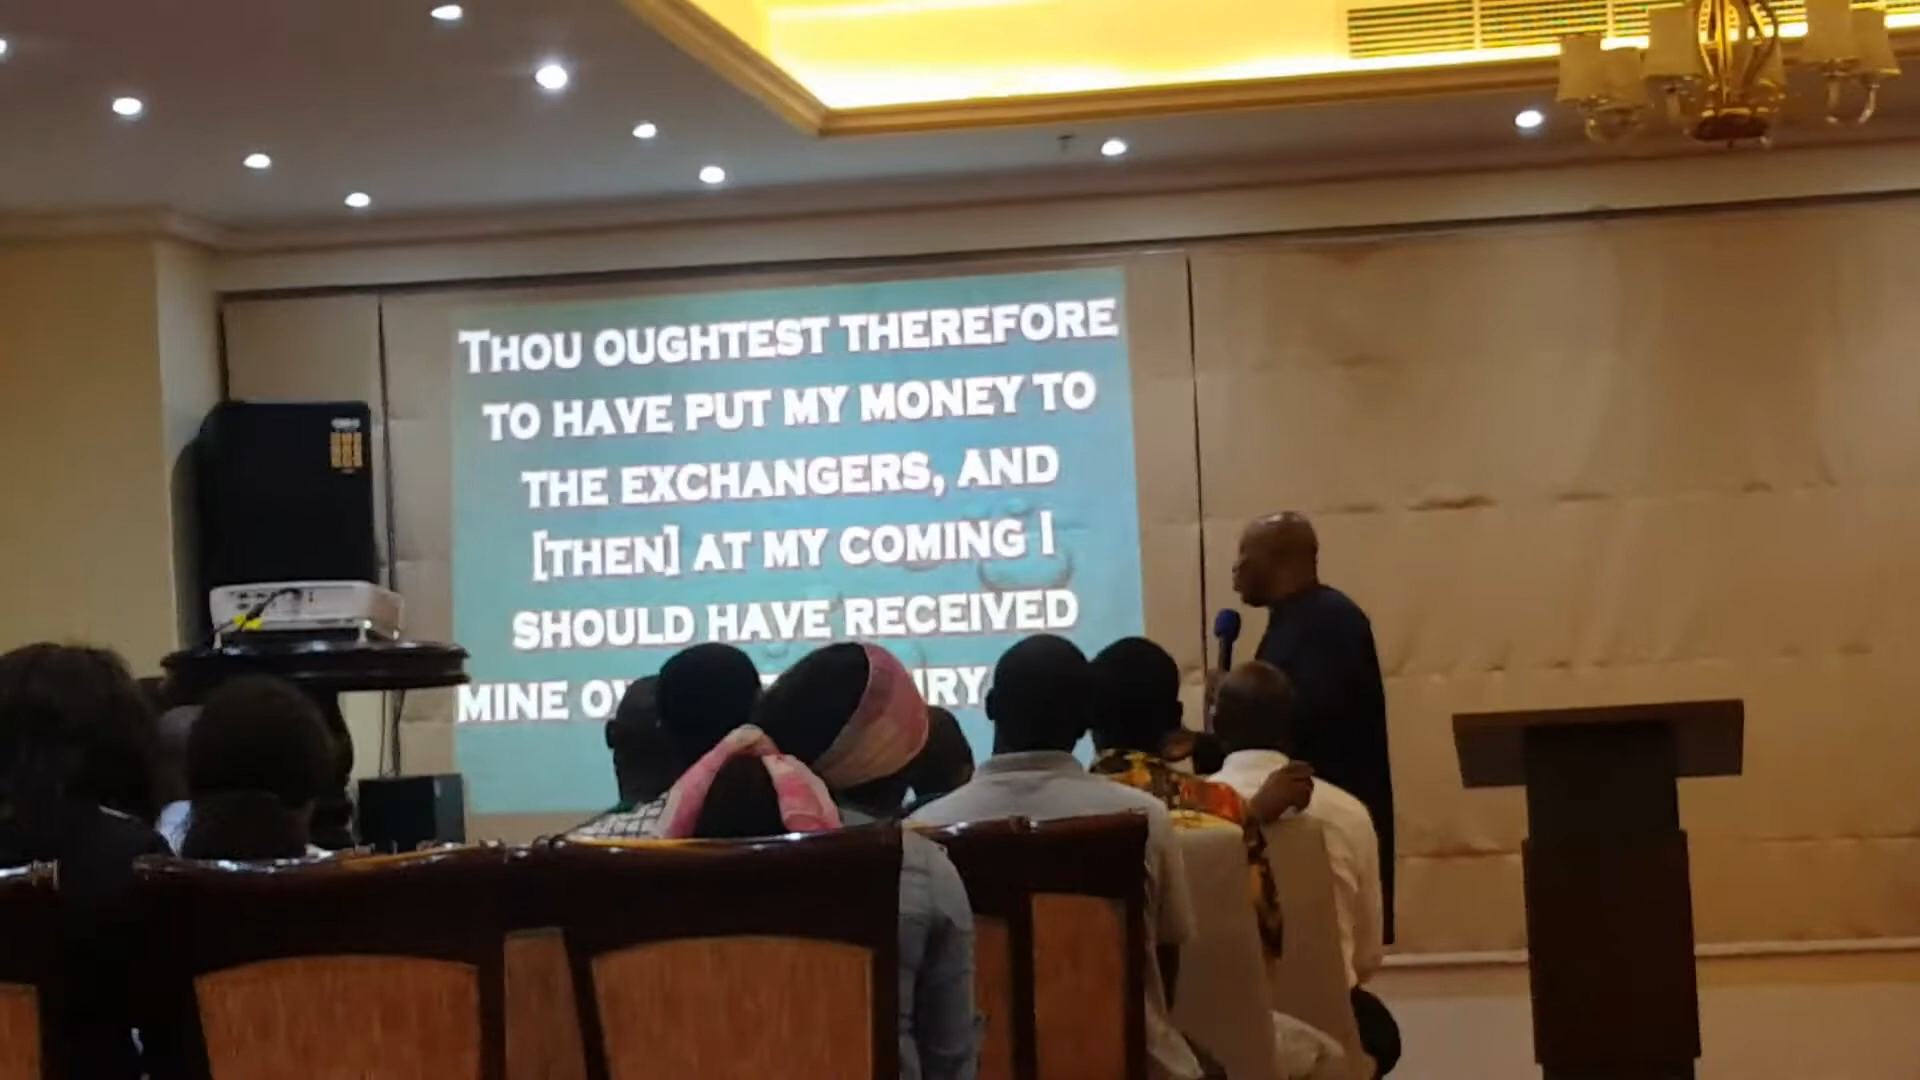 Thou oughtest therefore
to have put my money to
the exchangers, and
[then] at my coming I
should have received
mine